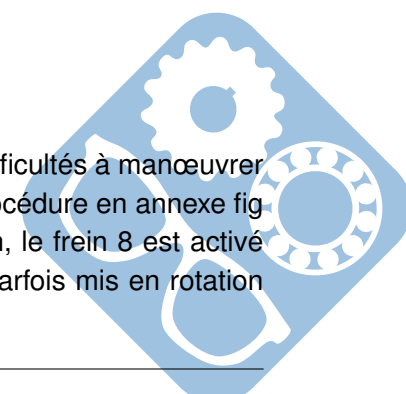 ficultés à manœuvrer
océdure en annexe fig
n, le frein 8 est activé
arfois mis en rotation